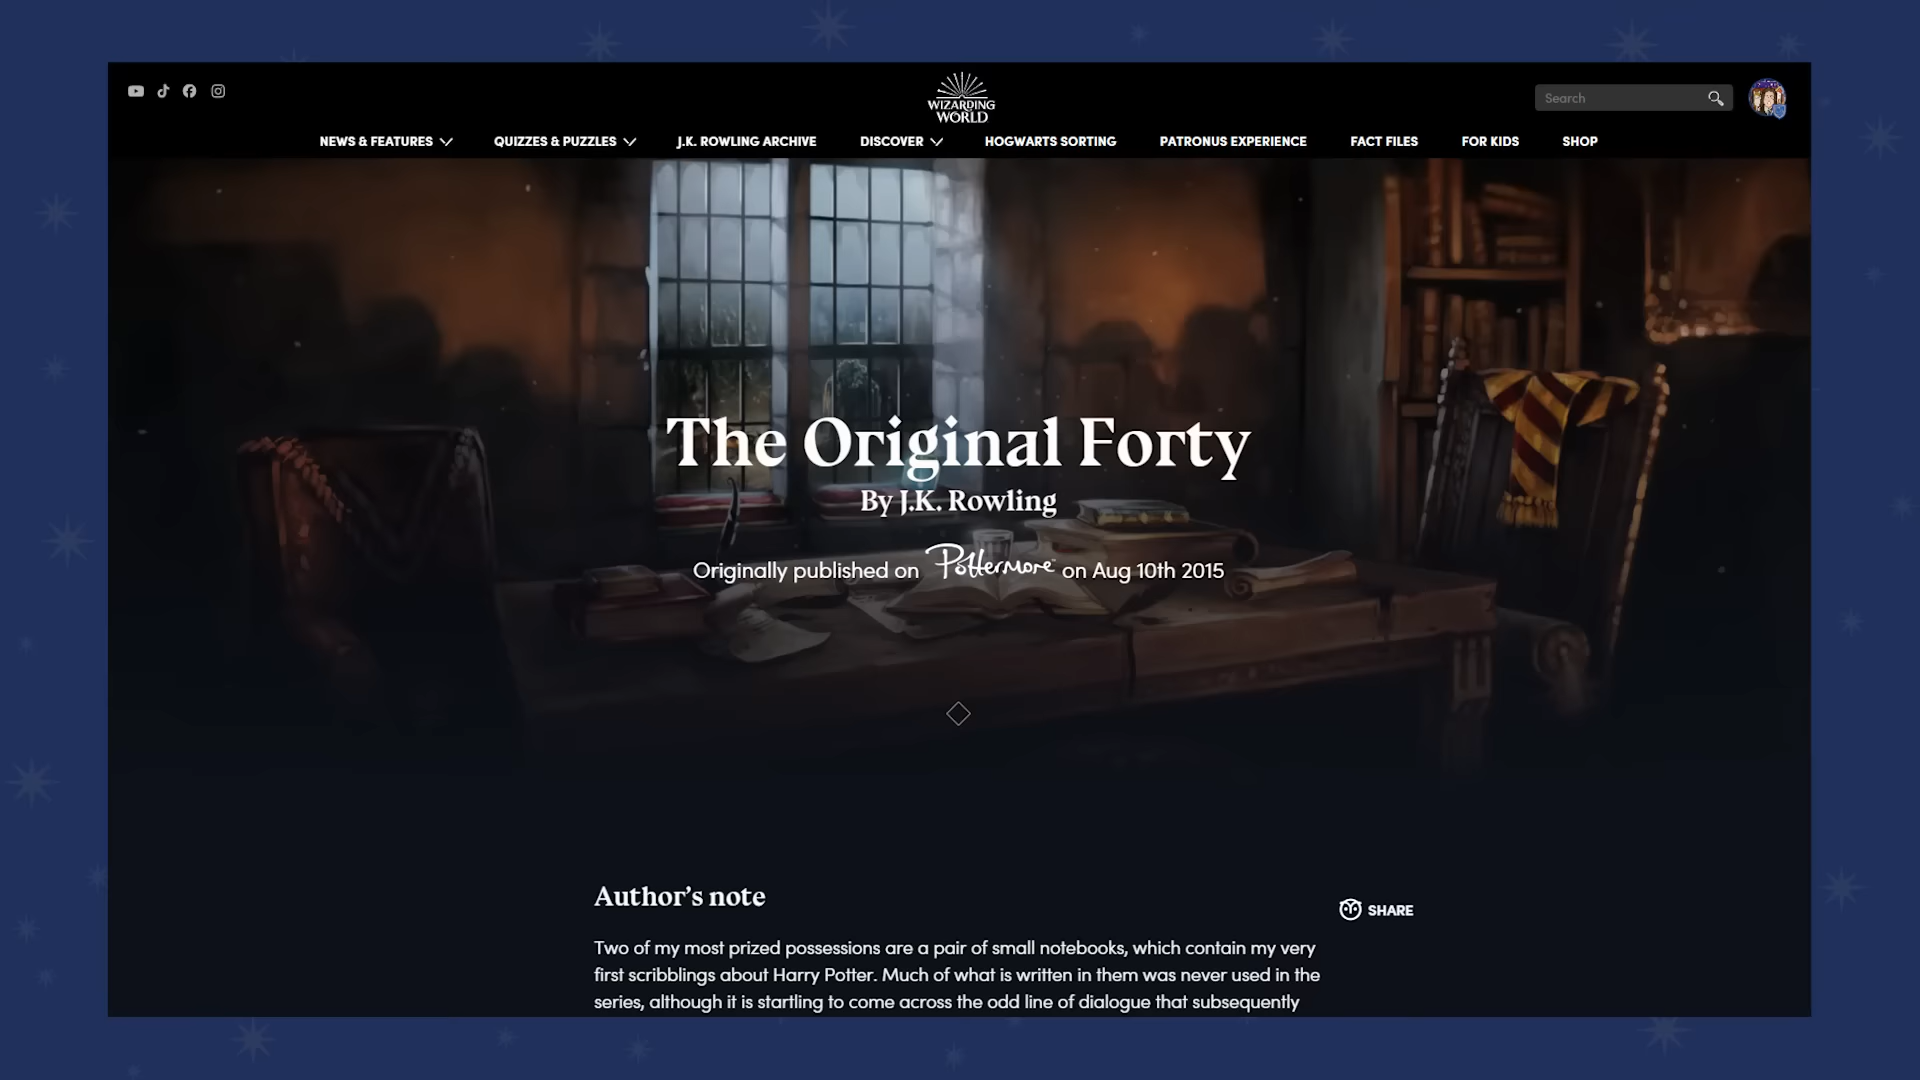 WIZARDING
WORLD
Search
NEWS & FEATURES
QUIZZES & PUZZLES
J.K. ROWLING ARCHIVE
DISCOVER
HOGWARTS SORTING
PATRONUS EXPERIENCE
FACT FILES
FOR KIDS
SHOP
The Original Forty
By J.K. Rowling
Originally published on Pottermore on Aug 10th 2015
Author’s note
SHARE
Two of my most prized possessions are a pair of small notebooks, which contain my very
first scribblings about Harry Potter. Much of what is written in them was never used in the
series, although it is startling to come across the odd line of dialogue that subsequently